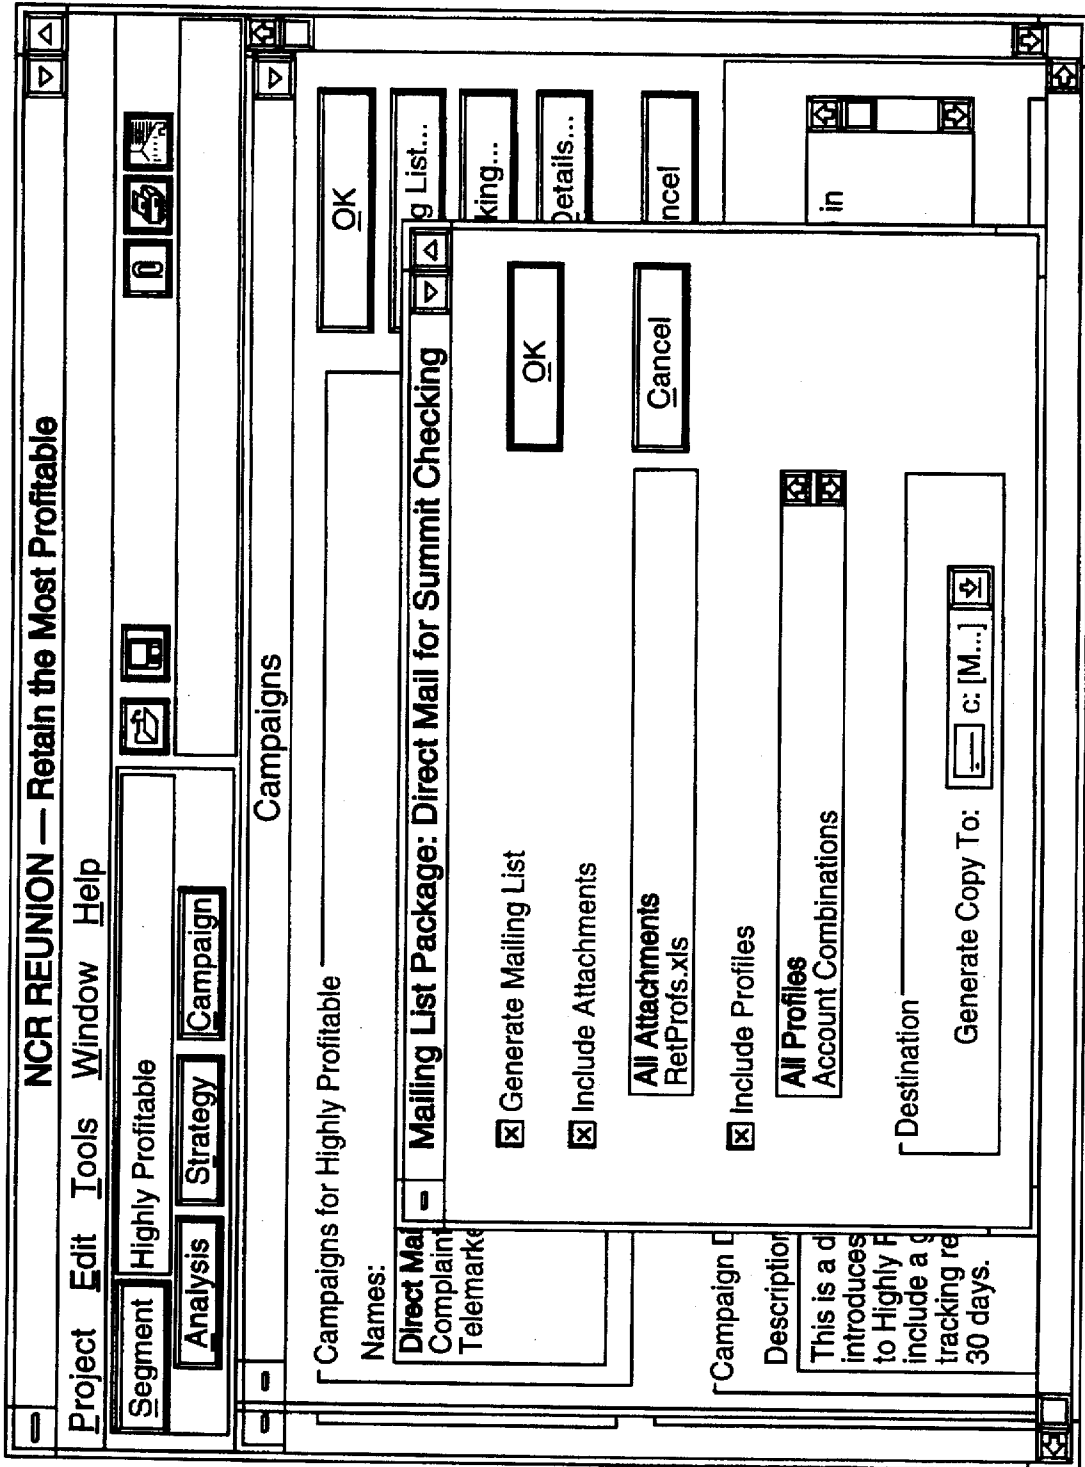 NCR REUNION — Retain the Most Profitable
Project Edit Tools Window Help
Segment Highly Profitable
Analysis Strategy Campaign
Campaigns
Campaigns for Highly Profitable
Names:
Direct Mai
Complaint
Telemarke
OK
g List...
king...
Details...
ncel
Campaign D
Description
This is a d
introduces
to Highly P
include a g
tracking re
30 days.
in
Mailing List Package: Direct Mail for Summit Checking
Generate Mailing List
Include Attachments
All Attachments
RetProfs.xls
Include Profiles
All Profiles
Account Combinations
Destination
Generate Copy To: c: [M...]
OK
Cancel